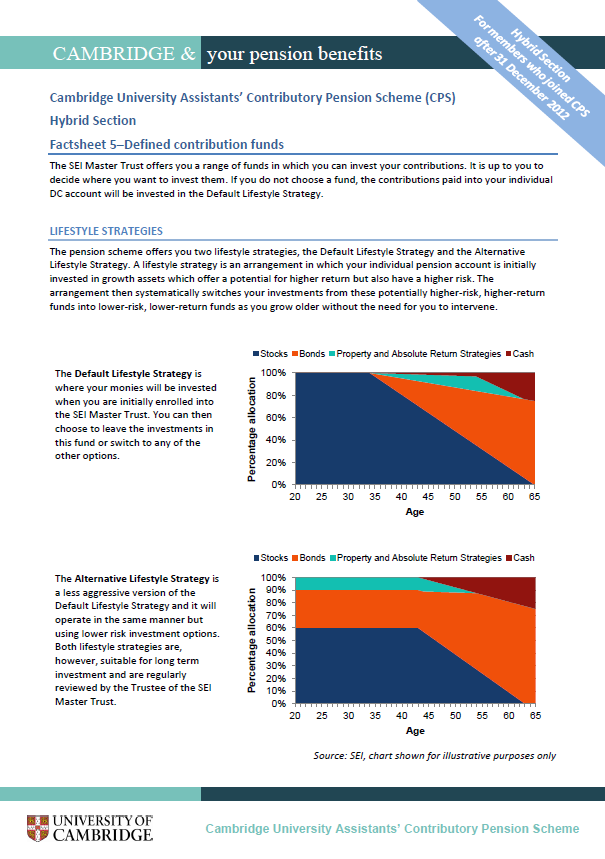 CAMBRIDGE & your pension benefits
Hybrid Section
For members who joined CPS
after 31 December 2012
Cambridge University Assistants’ Contributory Pension Scheme (CPS)
Hybrid Section
Factsheet 5–Defined contribution funds
The SEI Master Trust offers you a range of funds in which you can invest your contributions. It is up to you to
decide where you want to invest them. If you do not choose a fund, the contributions paid into your individual
DC account will be invested in the Default Lifestyle Strategy.
LIFESTYLE STRATEGIES
The pension scheme offers you two lifestyle strategies, the Default Lifestyle Strategy and the Alternative
Lifestyle Strategy. A lifestyle strategy is an arrangement in which your individual pension account is initially
invested in growth assets which offer a potential for higher return but also have a higher risk. The
arrangement then systematically switches your investments from these potentially higher-risk, higher-return
funds into lower-risk, lower-return funds as you grow older without the need for you to intervene.
The Default Lifestyle Strategy is
where your monies will be invested
when you are initially enrolled into
the SEI Master Trust. You can then
choose to leave the investments in
this fund or switch to any of the
other options.
Stocks Bonds Property and Absolute Return Strategies Cash
Percentage allocation
100%
80%
60%
40%
20%
0%
20 25 30 35 40 45 50 55 60 65
Age
The Alternative Lifestyle Strategy is
a less aggressive version of the
Default Lifestyle Strategy and it will
operate in the same manner but
using lower risk investment options.
Both lifestyle strategies are,
however, suitable for long term
investment and are regularly
reviewed by the Trustee of the SEI
Master Trust.
Stocks Bonds Property and Absolute Return Strategies Cash
Percentage allocation
100%
90%
80%
70%
60%
50%
40%
30%
20%
10%
0%
20 25 30 35 40 45 50 55 60 65
Age
Source: SEI, chart shown for illustrative purposes only
UNIVERSITY OF
CAMBRIDGE
Cambridge University Assistants’ Contributory Pension Scheme